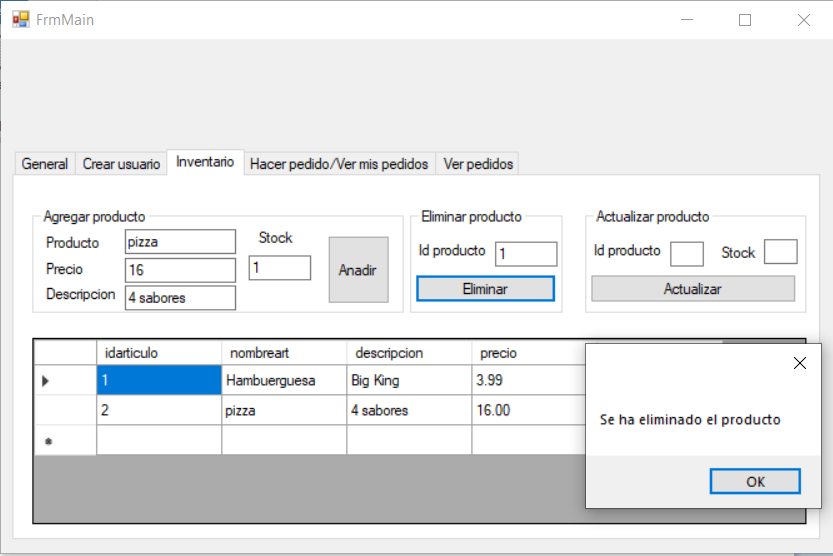 FrmMain
General Crear usuario Inventario Hacer pedido/Ver mis pedidos Ver pedidos
Agregar producto Eliminar producto Actualizar producto
Producto pizza Stock Id producto 1 Id producto Stock
Precio 16 1 Anadir Eliminar Actualizar
Descripcion 4 sabores
idarticulo nombreart descripcion precio
1 Hambuerguesa Big King 3.99
2 pizza 4 sabores 16.00
Se ha eliminado el producto
OK